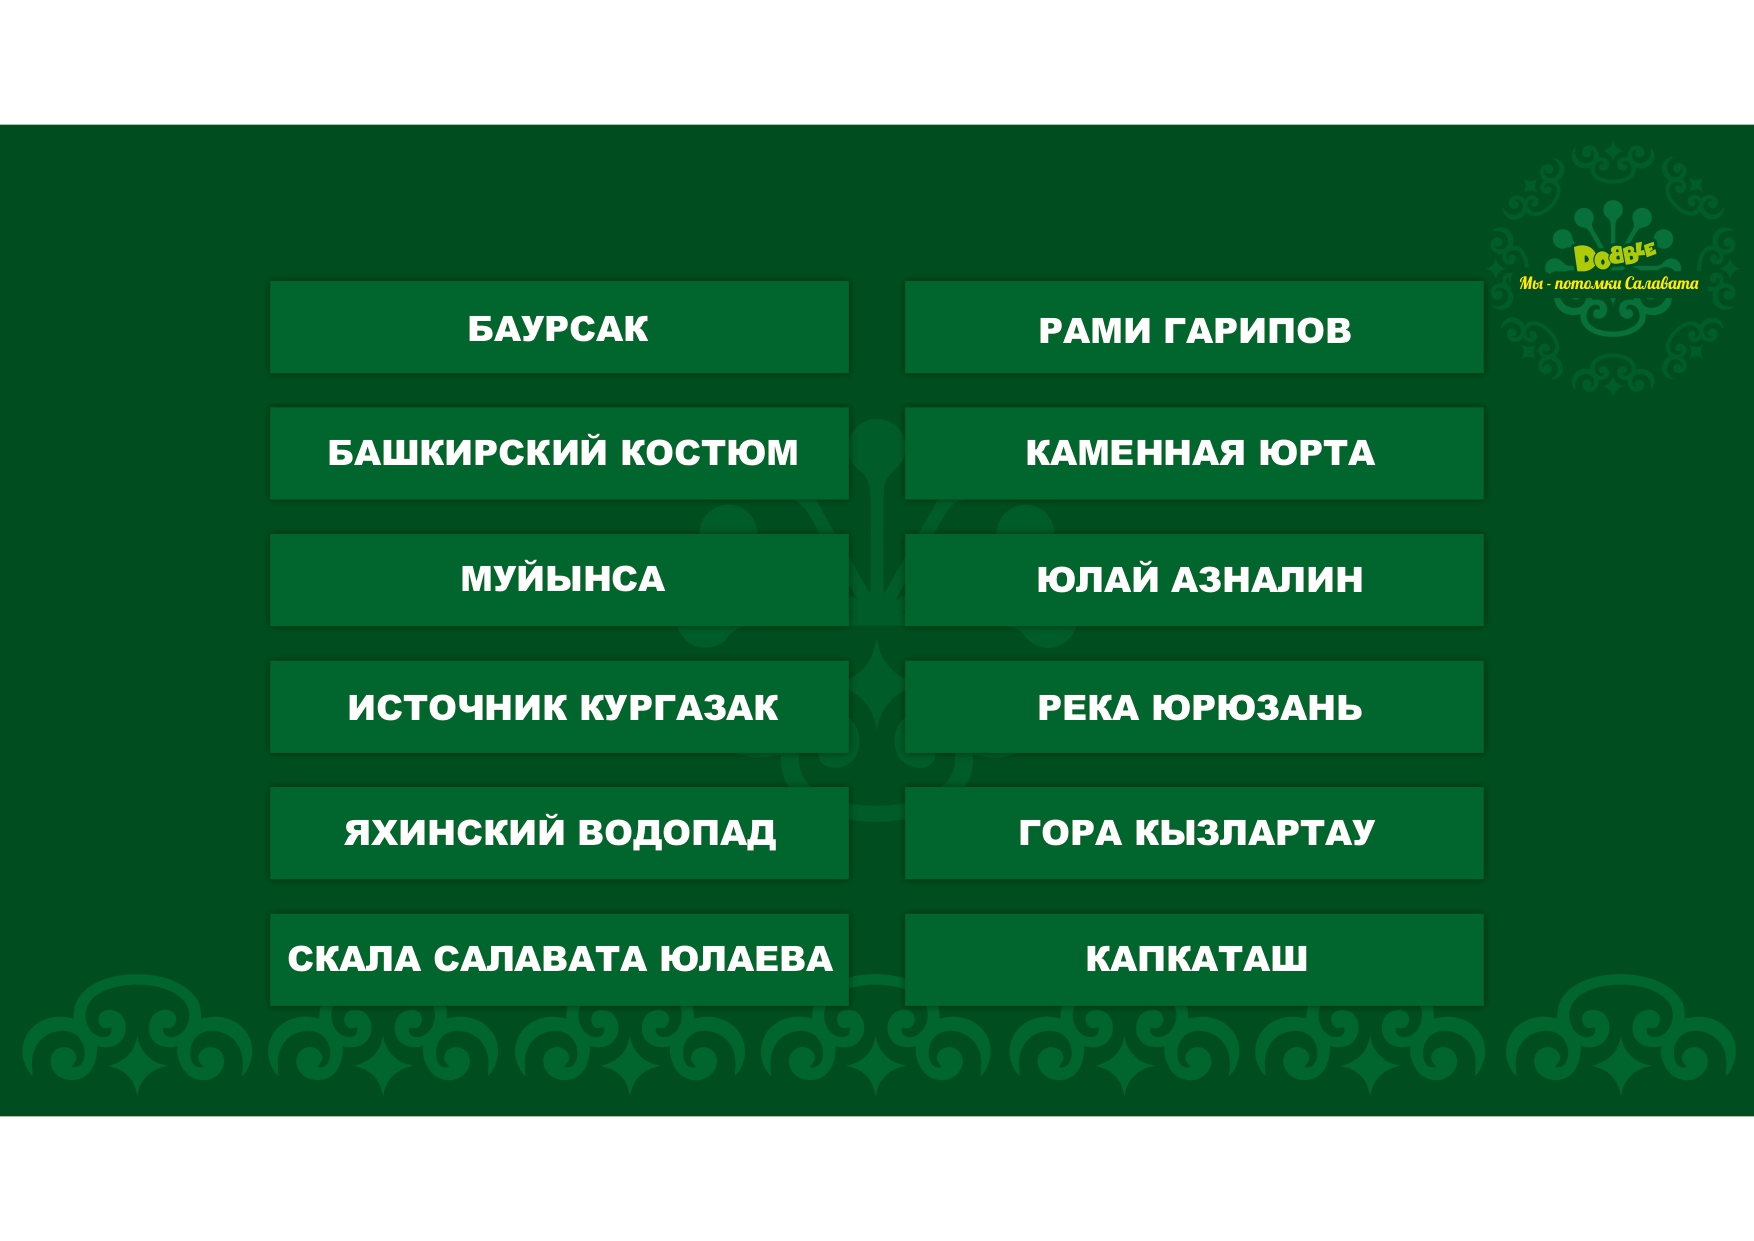 DOBBLE
Мы - потомки Салавата
БАУРСАК
РАМИ ГАРИПОВ
БАШКИРСКИЙ КОСТЮМ
КАМЕННАЯ ЮРТА
МУЙЫНСА
ЮЛАЙ АЗНАЛИН
ИСТОЧНИК КУРГАЗАК
РЕКА ЮРЮЗАНЬ
ЯХИНСКИЙ ВОДОПАД
ГОРА КЫЗЛАРТАУ
СКАЛА САЛАВАТА ЮЛАЕВА
КАПКАТАШ